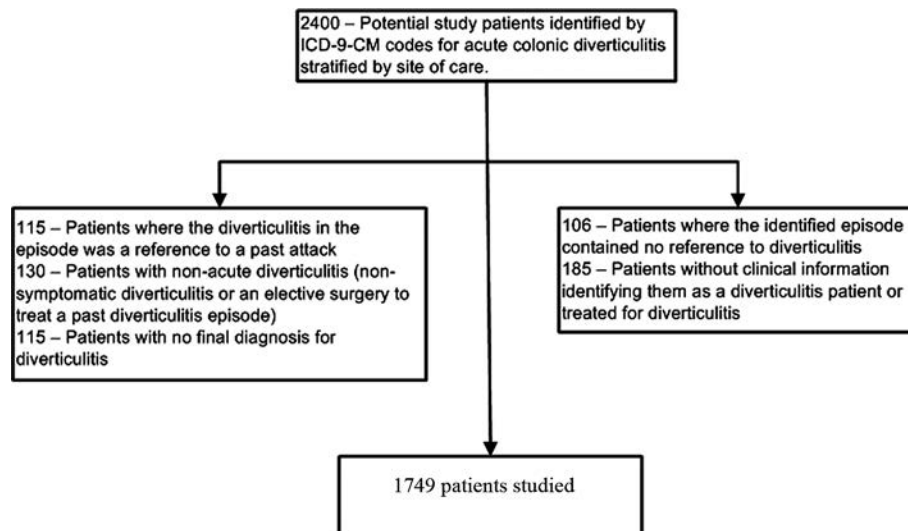 2400 – Potential study patients identified by
ICD-9-CM codes for acute colonic diverticulitis
stratified by site of care.
115 – Patients where the diverticulitis in the
episode was a reference to a past attack
130 – Patients with non-acute diverticulitis (non-
symptomatic diverticulitis or an elective surgery to
treat a past diverticulitis episode)
115 – Patients with no final diagnosis for
diverticulitis
106 – Patients where the identified episode
contained no reference to diverticulitis
185 – Patients without clinical information
identifying them as a diverticulitis patient or
treated for diverticulitis
1749 patients studied